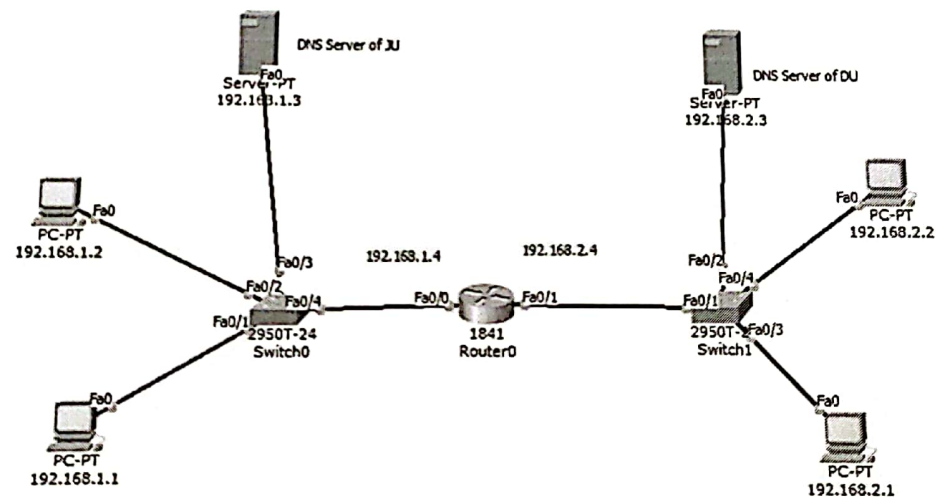 DNS Server of JU
Fa0
Server-PT
192.168.1.3
DNS Server of DU
Fa0
Server-PT
192.168.2.3
Fa0
PC-PT
192.168.1.2
Fa0
PC-PT
192.168.2.2
192.168.1.4
192.168.2.4
Fa0/3
Fa0/2
Fa0/4
Fa0/1
2950T-24
Switch0
Fa0/0
Fa0/1
1841
Router0
Fa0/2
Fa0/4
Fa0/1
Fa0/3
Switch1
Fa0
PC-PT
192.168.1.1
Fa0
PC-PT
192.168.2.1